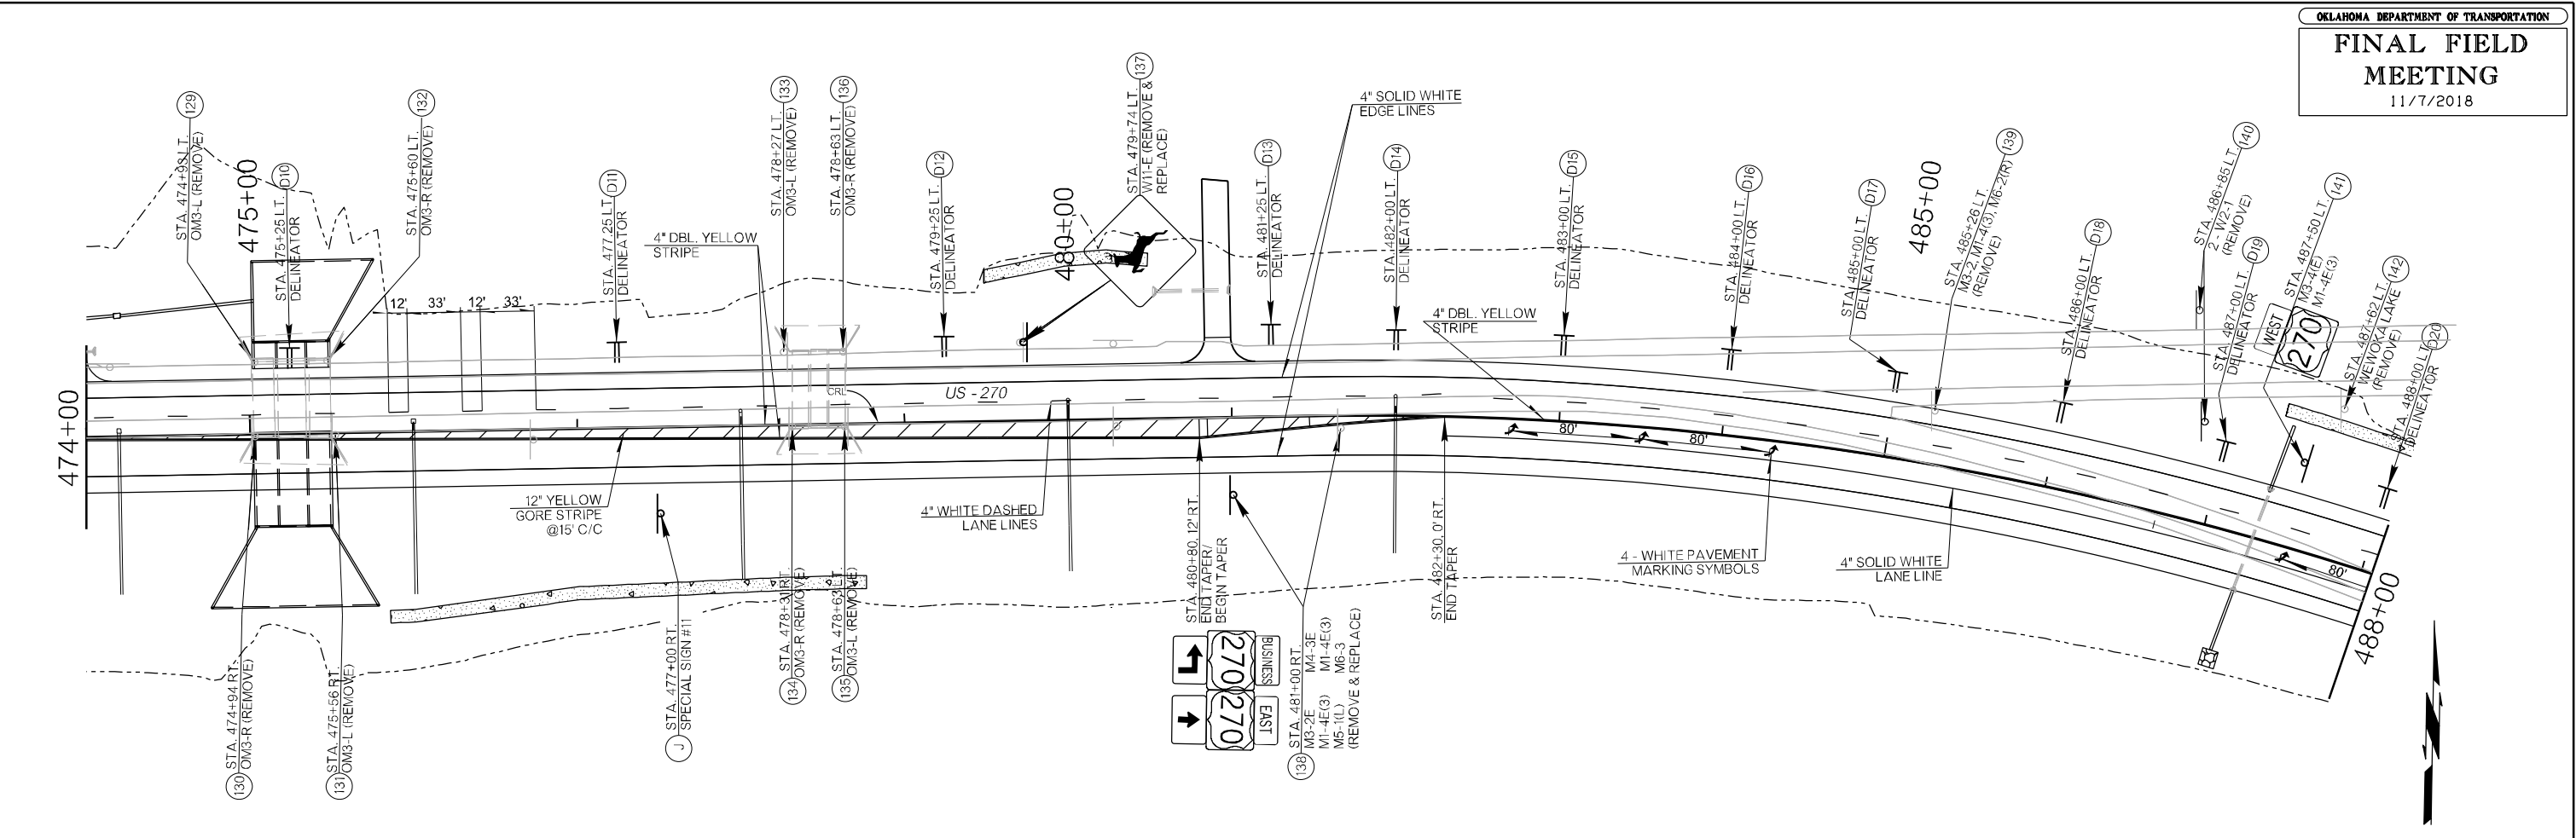 OKLAHOMA DEPARTMENT OF TRANSPORTATION
FINAL FIELD
MEETING
11/7/2018
129
STA. 474+93 LT.
OM3-L (REMOVE)
475+00
D10
STA. 475+25 LT.
DELINEATOR
132
STA. 475+60 LT.
OM3-R (REMOVE)
12'
33'
12'
33'
D11
STA. 477.25 LT.
DELINEATOR
4" DBL. YELLOW
STRIPE
133
STA. 478+27 LT.
OM3-L (REMOVE)
136
STA. 478+63 LT.
OM3-R (REMOVE)
D12
STA. 479+25 LT.
DELINEATOR
480+00
137
STA. 479+74 LT.
W11-E (REMOVE &
REPLACE)
D13
STA. 481+25 LT.
DELINEATOR
4" SOLID WHITE
EDGE LINES
D14
STA. 482+00 LT.
DELINEATOR
4" DBL. YELLOW
STRIPE
D15
STA. 483+00 LT.
DELINEATOR
D16
STA. 484+00 LT.
DELINEATOR
D17
STA. 485+00 LT.
DELINEATOR
485+00
139
STA. 485+26 LT.
M3-2, M1-4(3), M6-2(R)
(REMOVE)
D18
STA. 486+00 LT.
DELINEATOR
140
STA. 486+85 LT.
2 - W2-1
(REMOVE)
D19
STA. 487+00 LT.
DELINEATOR
141
STA. 487+50 LT.
M3-4(E)
M1-4E(3)
WEST
270
142
STA. 487+62 LT.
WEWOKA LAKE
(REMOVE)
D20
STA. 488+00 LT.
DELINEATOR
474+00
CRL
US - 270
80'
80'
80'
12" YELLOW
GORE STRIPE
@15' C/C
4" WHITE DASHED
LANE LINES
4 - WHITE PAVEMENT
MARKING SYMBOLS
4" SOLID WHITE
LANE LINE
488+00
130
STA. 474+94 RT.
OM3-R (REMOVE)
131
STA. 475+56 RT.
OM3-L (REMOVE)
J
STA. 477+00 RT.
SPECIAL SIGN #11
134
STA. 478+31 RT.
OM3-R (REMOVE)
135
STA. 478+63 LT.
OM3-L (REMOVE)
STA. 480+80, 12' RT.
END TAPER/
BEGIN TAPER
BUSINESS
270
EAST
270
138
STA. 481+00 RT.
M3-2E M4-3E
M1-4E(3) M1-4E(3)
M5-1(L) M6-3
(REMOVE & REPLACE)
STA. 482+30, 0' RT.
END TAPER